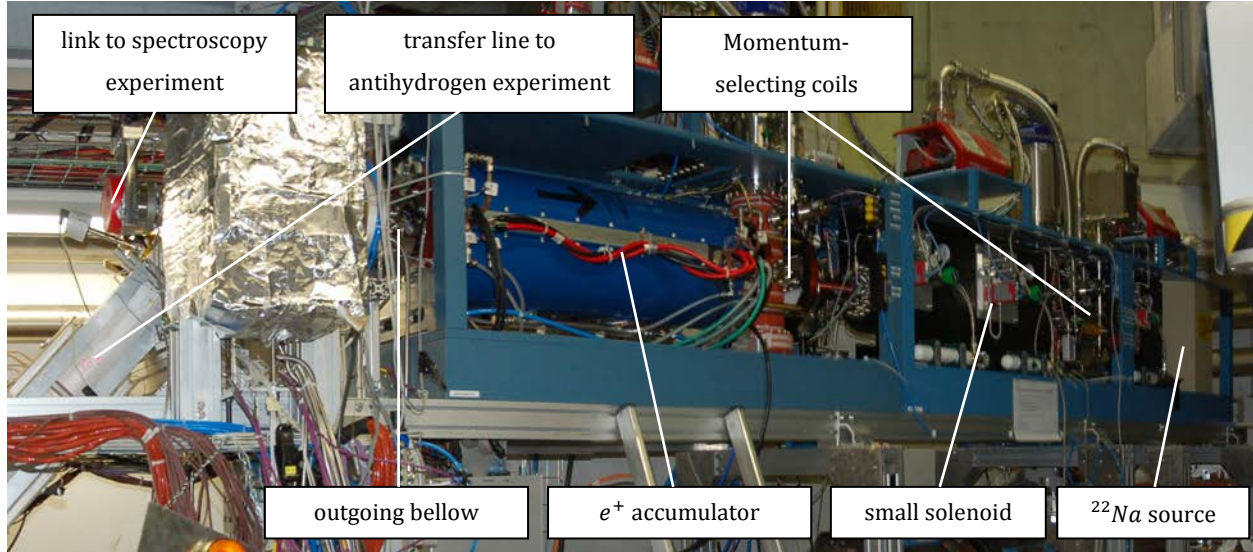 link to spectroscopy
experiment
transfer line to
antihydrogen experiment
Momentum-
selecting coils
outgoing bellow
e⁺ accumulator
small solenoid
²²Na source